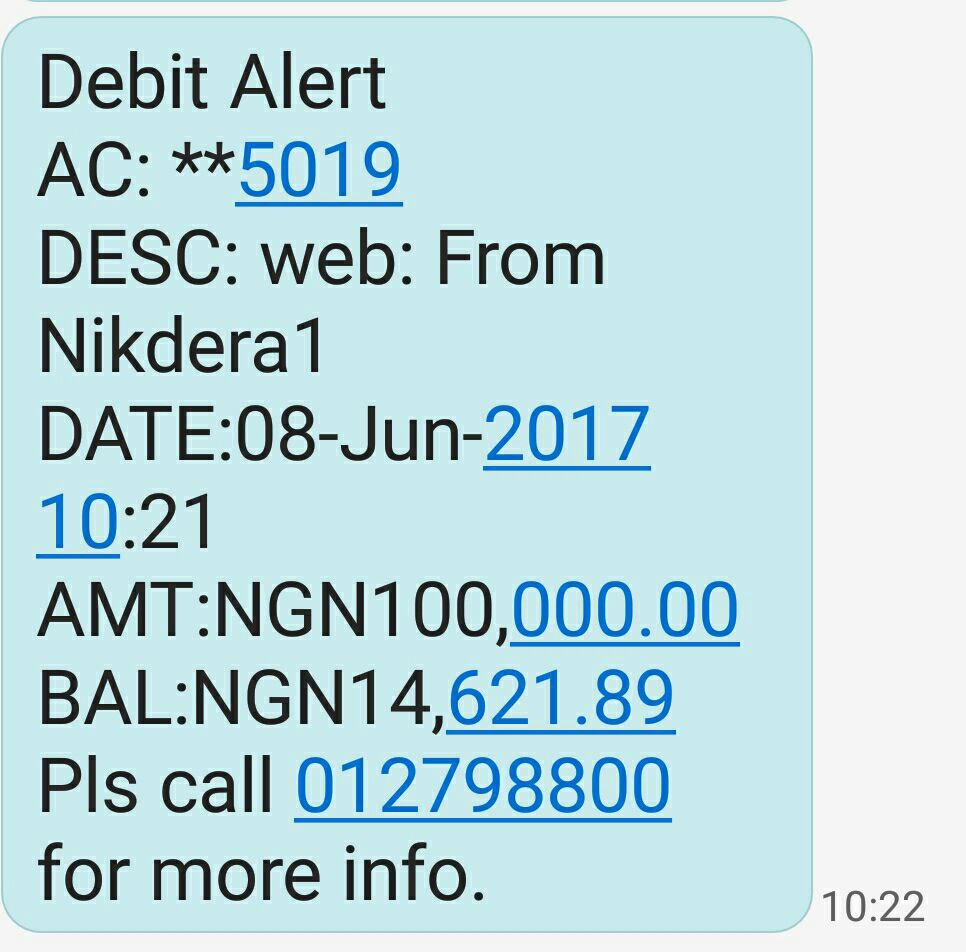 Debit Alert
AC: **5019
DESC: web: From
Nikdera1
DATE:08-Jun-2017
10:21
AMT:NGN100,000.00
BAL:NGN14,621.89
Pls call 012798800
for more info.
10:22